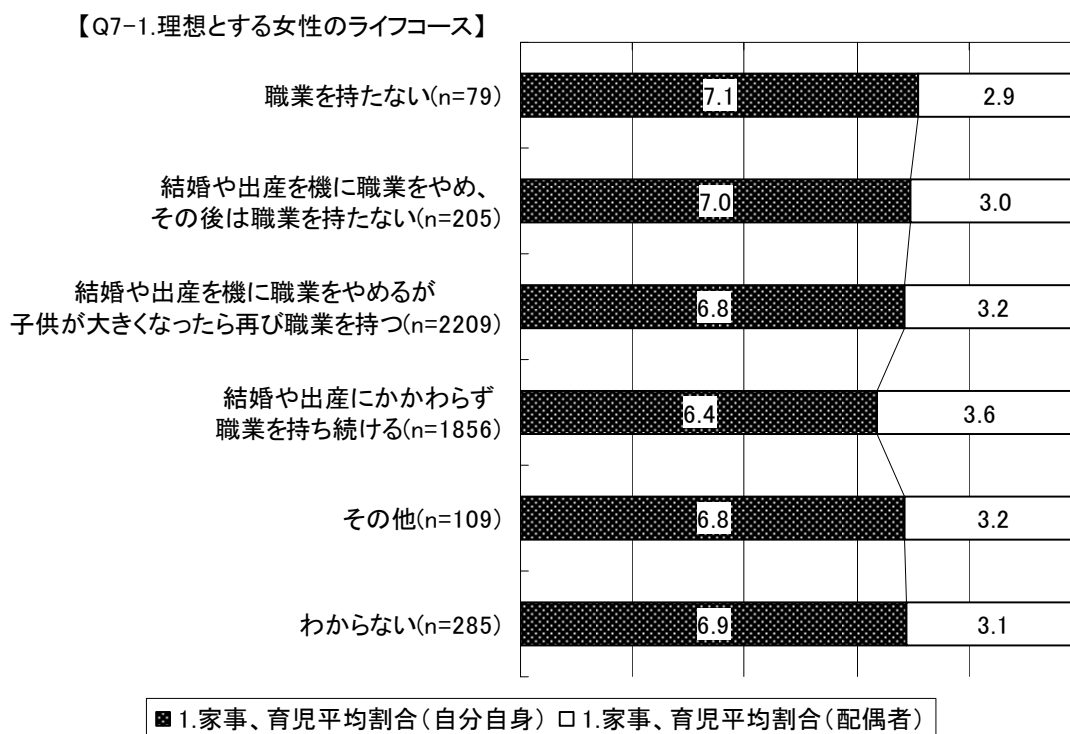 【Q7-1.理想とする女性のライフコース】
職業を持たない(n=79)
7.1
2.9
結婚や出産を機に職業をやめ、
その後は職業を持たない(n=205)
7.0
3.0
結婚や出産を機に職業をやめるが
子供が大きくなったら再び職業を持つ(n=2209)
6.8
3.2
結婚や出産にかかわらず
職業を持ち続ける(n=1856)
6.4
3.6
その他(n=109)
6.8
3.2
わからない(n=285)
6.9
3.1
1.家事、育児平均割合(自分自身) 1.家事、育児平均割合(配偶者)